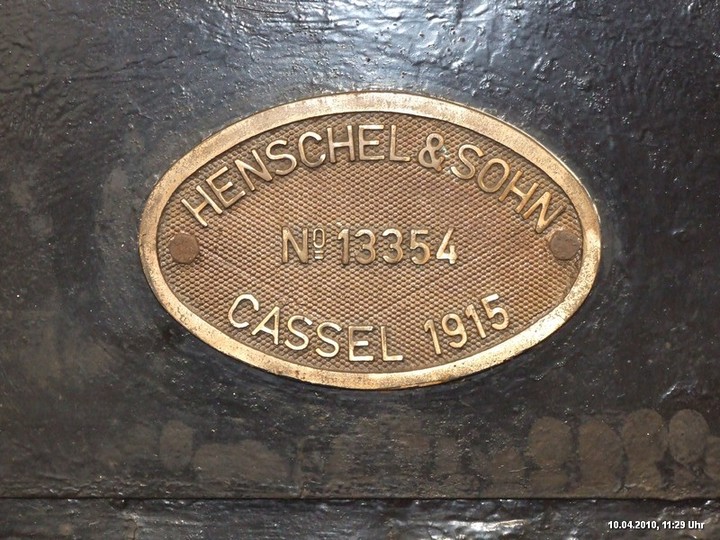 HENSCHEL & SOHN
Nº 13354
CASSEL 1915
10.04.2010, 11:29 Uhr